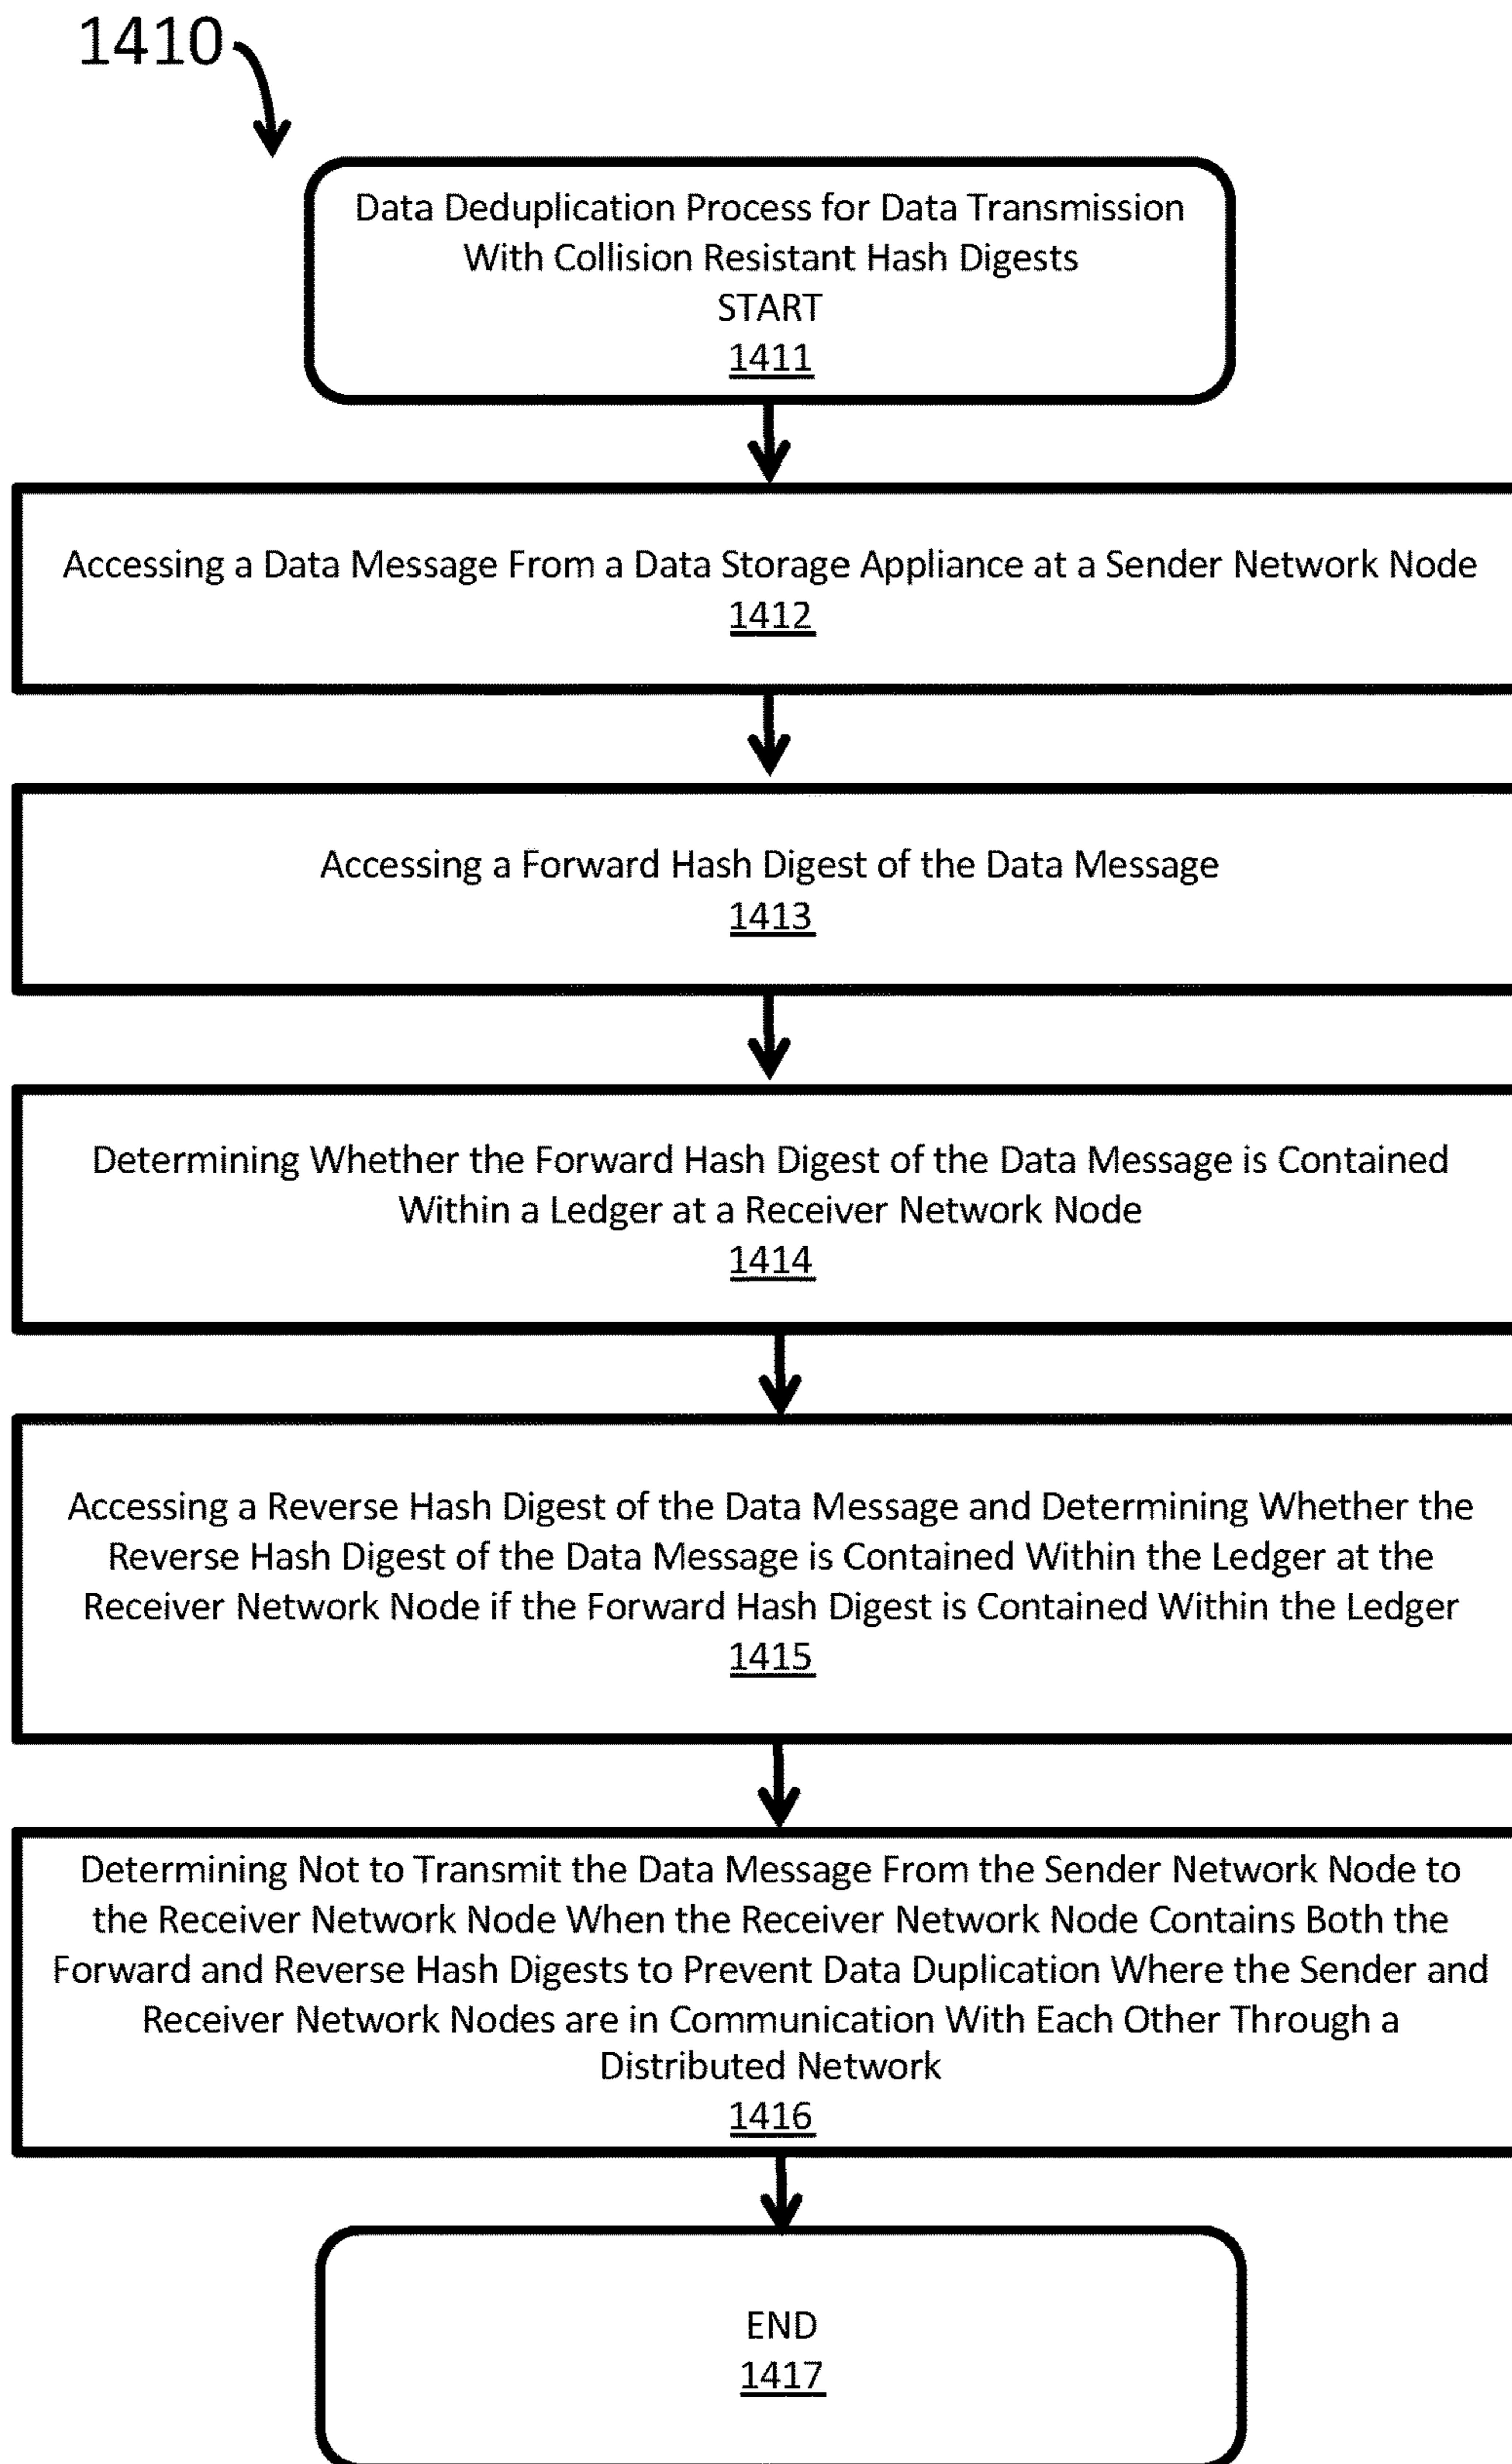 1410
Data Deduplication Process for Data Transmission
With Collision Resistant Hash Digests
START
1411
Accessing a Data Message From a Data Storage Appliance at a Sender Network Node
1412
Accessing a Forward Hash Digest of the Data Message
1413
Determining Whether the Forward Hash Digest of the Data Message is Contained
Within a Ledger at a Receiver Network Node
1414
Accessing a Reverse Hash Digest of the Data Message and Determining Whether the
Reverse Hash Digest of the Data Message is Contained Within the Ledger at the
Receiver Network Node if the Forward Hash Digest is Contained Within the Ledger
1415
Determining Not to Transmit the Data Message From the Sender Network Node to
the Receiver Network Node When the Receiver Network Node Contains Both the
Forward and Reverse Hash Digests to Prevent Data Duplication Where the Sender and
Receiver Network Nodes are in Communication With Each Other Through a
Distributed Network
1416
END
1417